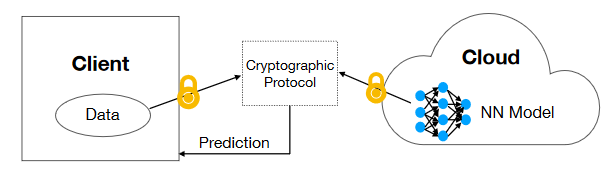 Client
Data
Cryptographic
Protocol
Prediction
Cloud
NN Model